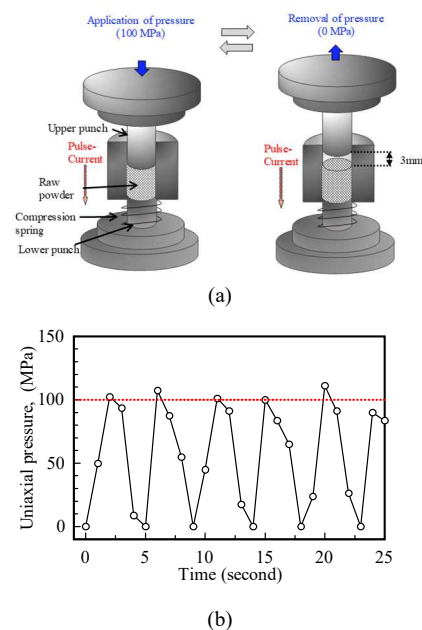 Application of pressure
(100 MPa)
Removal of pressure
(0 MPa)
Upper punch
Pulse-
Current
Raw
powder
Compression
spring
Lower punch
Pulse-
Current
3mm
(a)
150
100
50
0
Uniaxial pressure, (MPa)
0 5 10 15 20 25
Time (second)
(b)